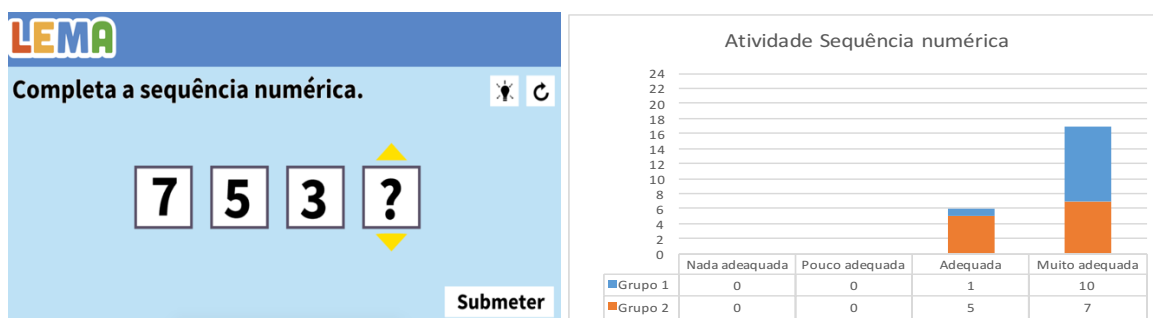 LEMA
Completa a sequência numérica.
7 5 3 ?
Submeter
Atividade Sequência numérica
24
22
20
18
16
14
12
10
8
6
4
2
0
Nada adeaquada Pouco adequada Adequada Muito adequada
Grupo 1 0 0 1 10
Grupo 2 0 0 5 7